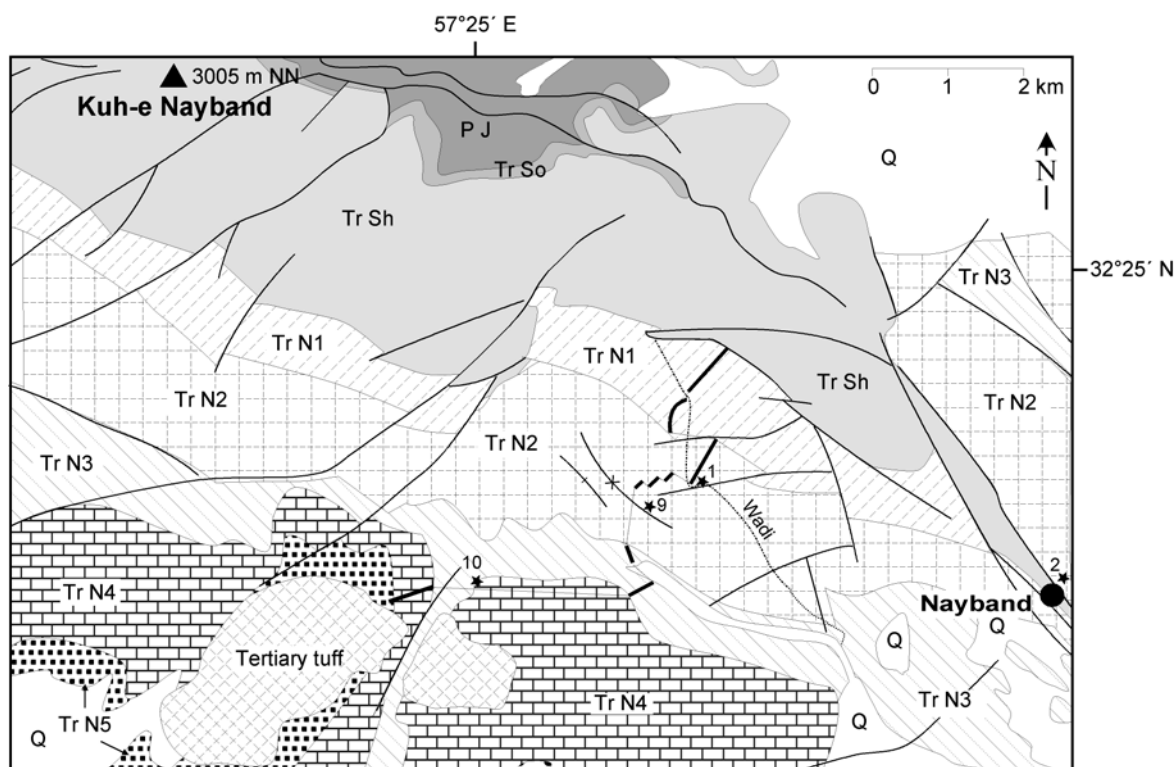 57°25´ E
3005 m NN
Kuh-e Nayband
0 1 2 km
P J
Q
N
Tr So
Tr Sh
32°25´ N
Tr N3
Tr N1
Tr N1
Tr Sh
Tr N2
Tr N2
Tr N2
Tr N3
1
9
Wadi
10
2
Tr N4
Nayband
Q
Q
Tertiary tuff
Tr N5
Tr N4
Tr N3
Q
Q